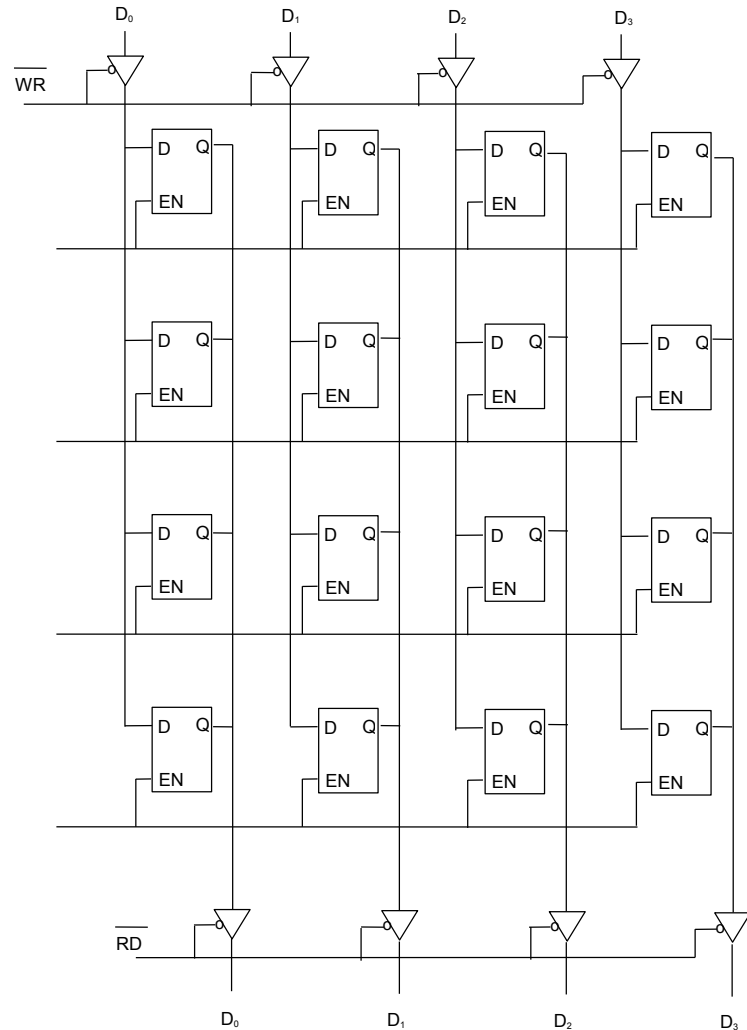 D₀ D₁ D₂ D₃
WR
D Q D Q D Q D Q
EN EN EN EN
D Q D Q D Q D Q
EN EN EN EN
D Q D Q D Q D Q
EN EN EN EN
D Q D Q D Q D Q
EN EN EN EN
RD
D₀ D₁ D₂ D₃